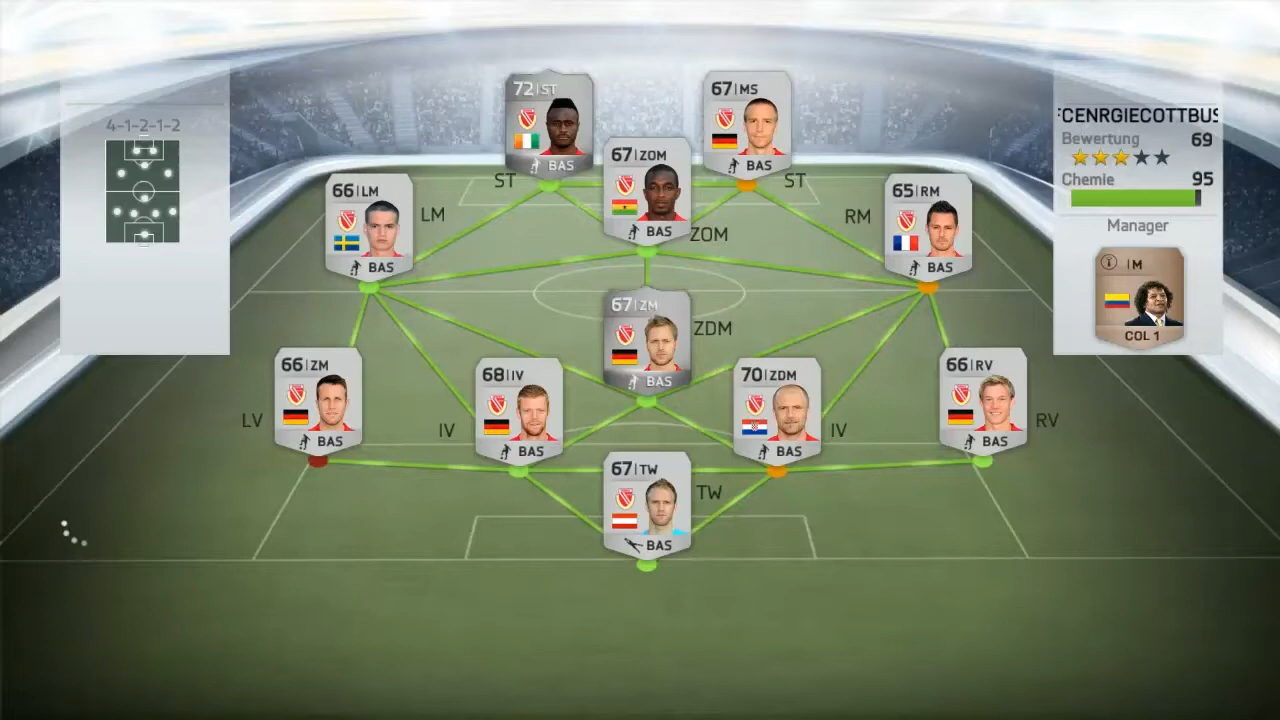 4-1-2-1-2
72 ST
BAS
ST
67 MS
BAS
ST
67 ZOM
BAS
ZOM
66 LM
BAS
LM
65 RM
BAS
RM
67 ZM
BAS
ZDM
66 ZM
BAS
LV
68 IV
BAS
IV
70 ZDM
BAS
IV
66 RV
BAS
RV
67 TW
BAS
TW
FCENRGIECOTTBUS
Bewertung 69
Chemie 95
Manager
M
COL 1